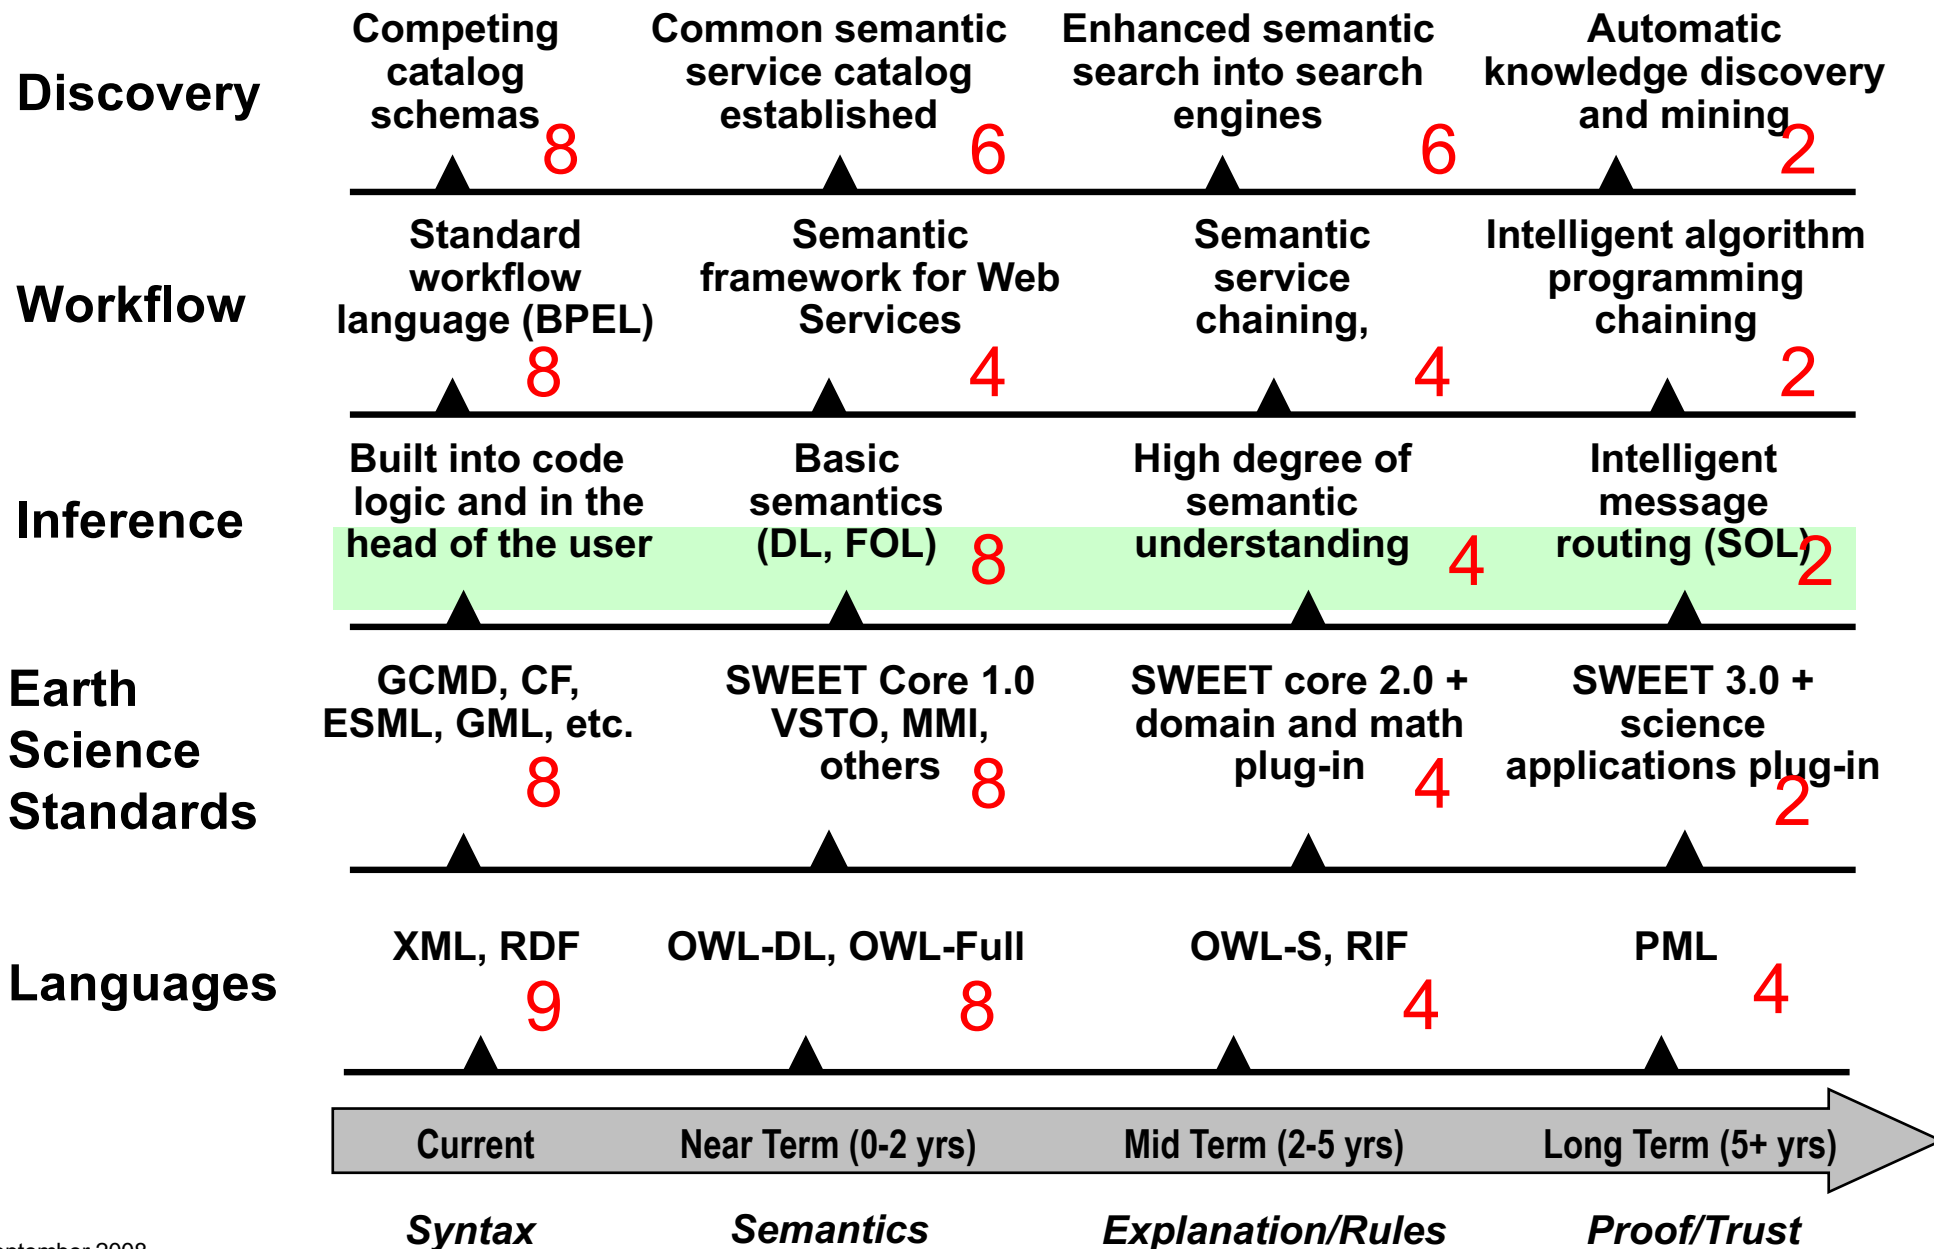 Discovery
Competing
catalog
schemas
8
Common semantic
service catalog
established
6
Enhanced semantic
search into search
engines
6
Automatic
knowledge discovery
and mining
2
Workflow
Standard
workflow
language (BPEL)
8
Semantic
framework for Web
Services
4
Semantic
service
chaining,
4
Intelligent algorithm
programming
chaining
2
Inference
Built into code
logic and in the
head of the user
Basic
semantics
(DL, FOL)
8
High degree of
semantic
understanding
4
Intelligent
message
routing (SOL)
2
Earth
Science
Standards
GCMD, CF,
ESML, GML, etc.
8
SWEET Core 1.0
VSTO, MMI,
others
8
SWEET core 2.0 +
domain and math
plug-in
4
SWEET 3.0 +
science
applications plug-in
2
Languages
XML, RDF
9
OWL-DL, OWL-Full
8
OWL-S, RIF
4
PML
4
Current
Near Term (0-2 yrs)
Mid Term (2-5 yrs)
Long Term (5+ yrs)
Syntax
Semantics
Explanation/Rules
Proof/Trust
2008